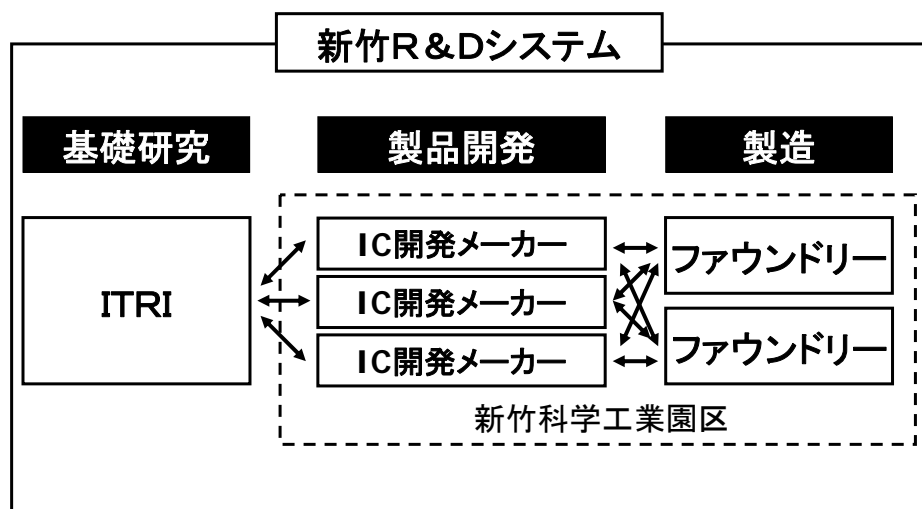 新竹Ｒ＆Ｄシステム
基礎研究
製品開発
製造
ITRI
IC開発メーカー
IC開発メーカー
IC開発メーカー
ファウンドリー
ファウンドリー
新竹科学工業園区